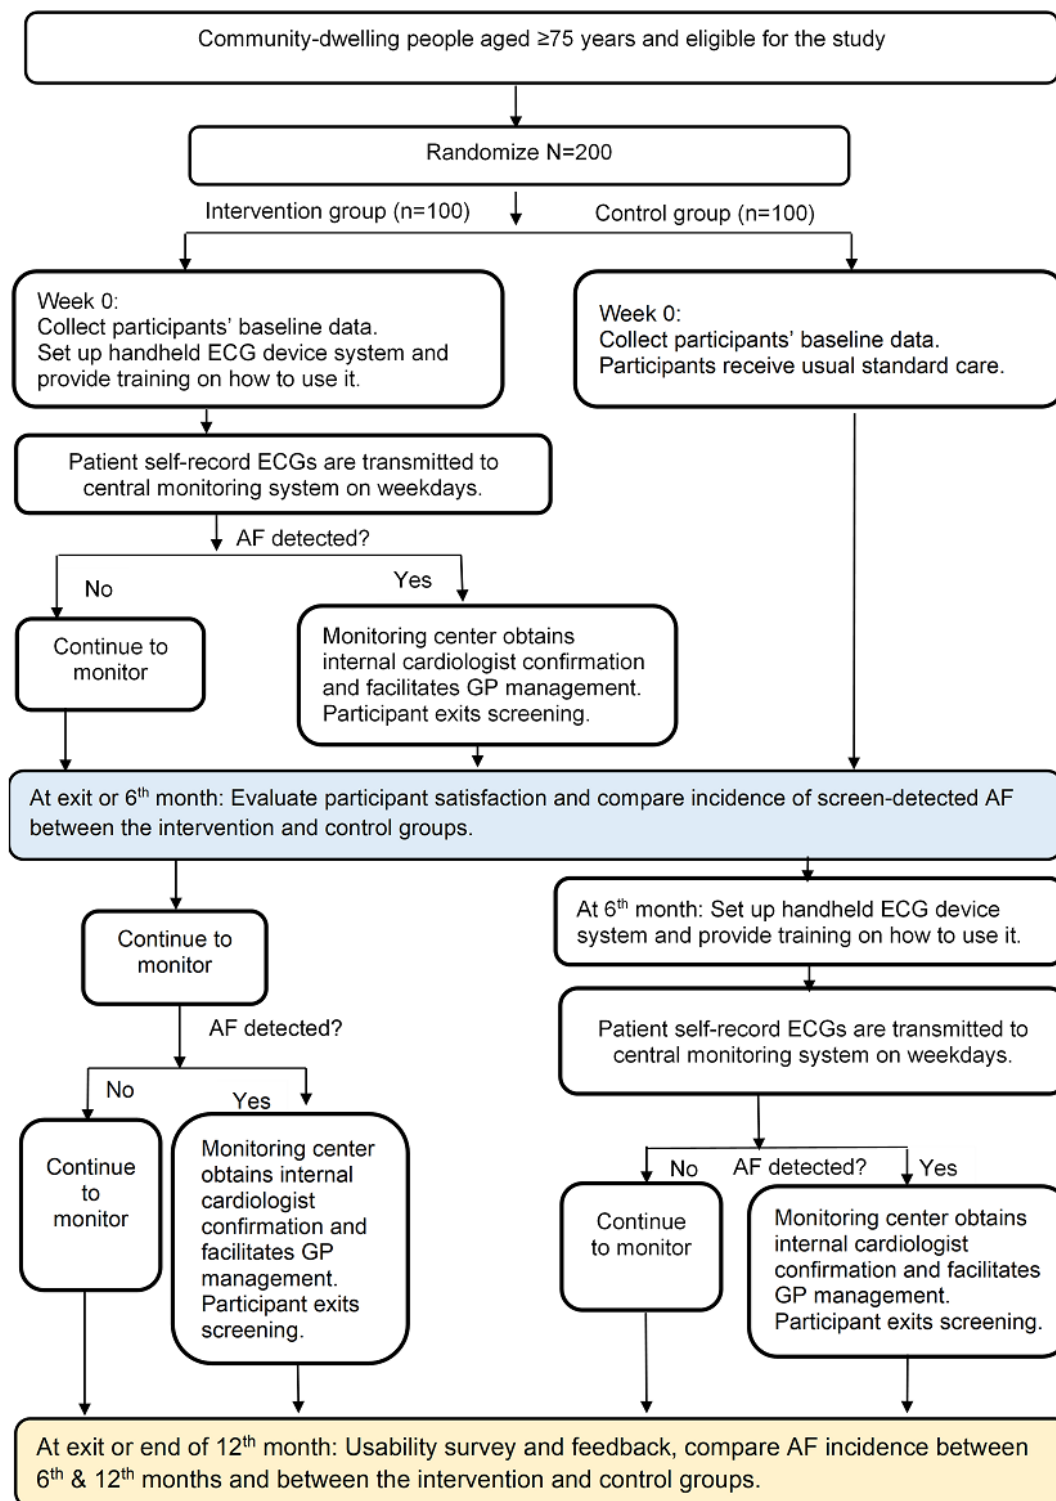 Community-dwelling people aged ≥75 years and eligible for the study
Randomize N=200
Intervention group (n=100)
Control group (n=100)
Week 0:
Collect participants’ baseline data.
Set up handheld ECG device system and
provide training on how to use it.
Week 0:
Collect participants’ baseline data.
Participants receive usual standard care.
Patient self-record ECGs are transmitted to
central monitoring system on weekdays.
AF detected?
No
Yes
Continue to
monitor
Monitoring center obtains
internal cardiologist confirmation
and facilitates GP management.
Participant exits screening.
At exit or 6th month: Evaluate participant satisfaction and compare incidence of screen-detected AF
between the intervention and control groups.
Continue to
monitor
AF detected?
No
Yes
Continue
to
monitor
Monitoring center
obtains internal
cardiologist
confirmation and
facilitates GP
management.
Participant exits
screening.
At 6th month: Set up handheld ECG device
system and provide training on how to use it.
Patient self-record ECGs are transmitted to
central monitoring system on weekdays.
No
AF detected?
Yes
Continue
to monitor
Monitoring center obtains
internal cardiologist
confirmation and facilitates
GP management.
Participant exits screening.
At exit or end of 12th month: Usability survey and feedback, compare AF incidence between
6th & 12th months and between the intervention and control groups.